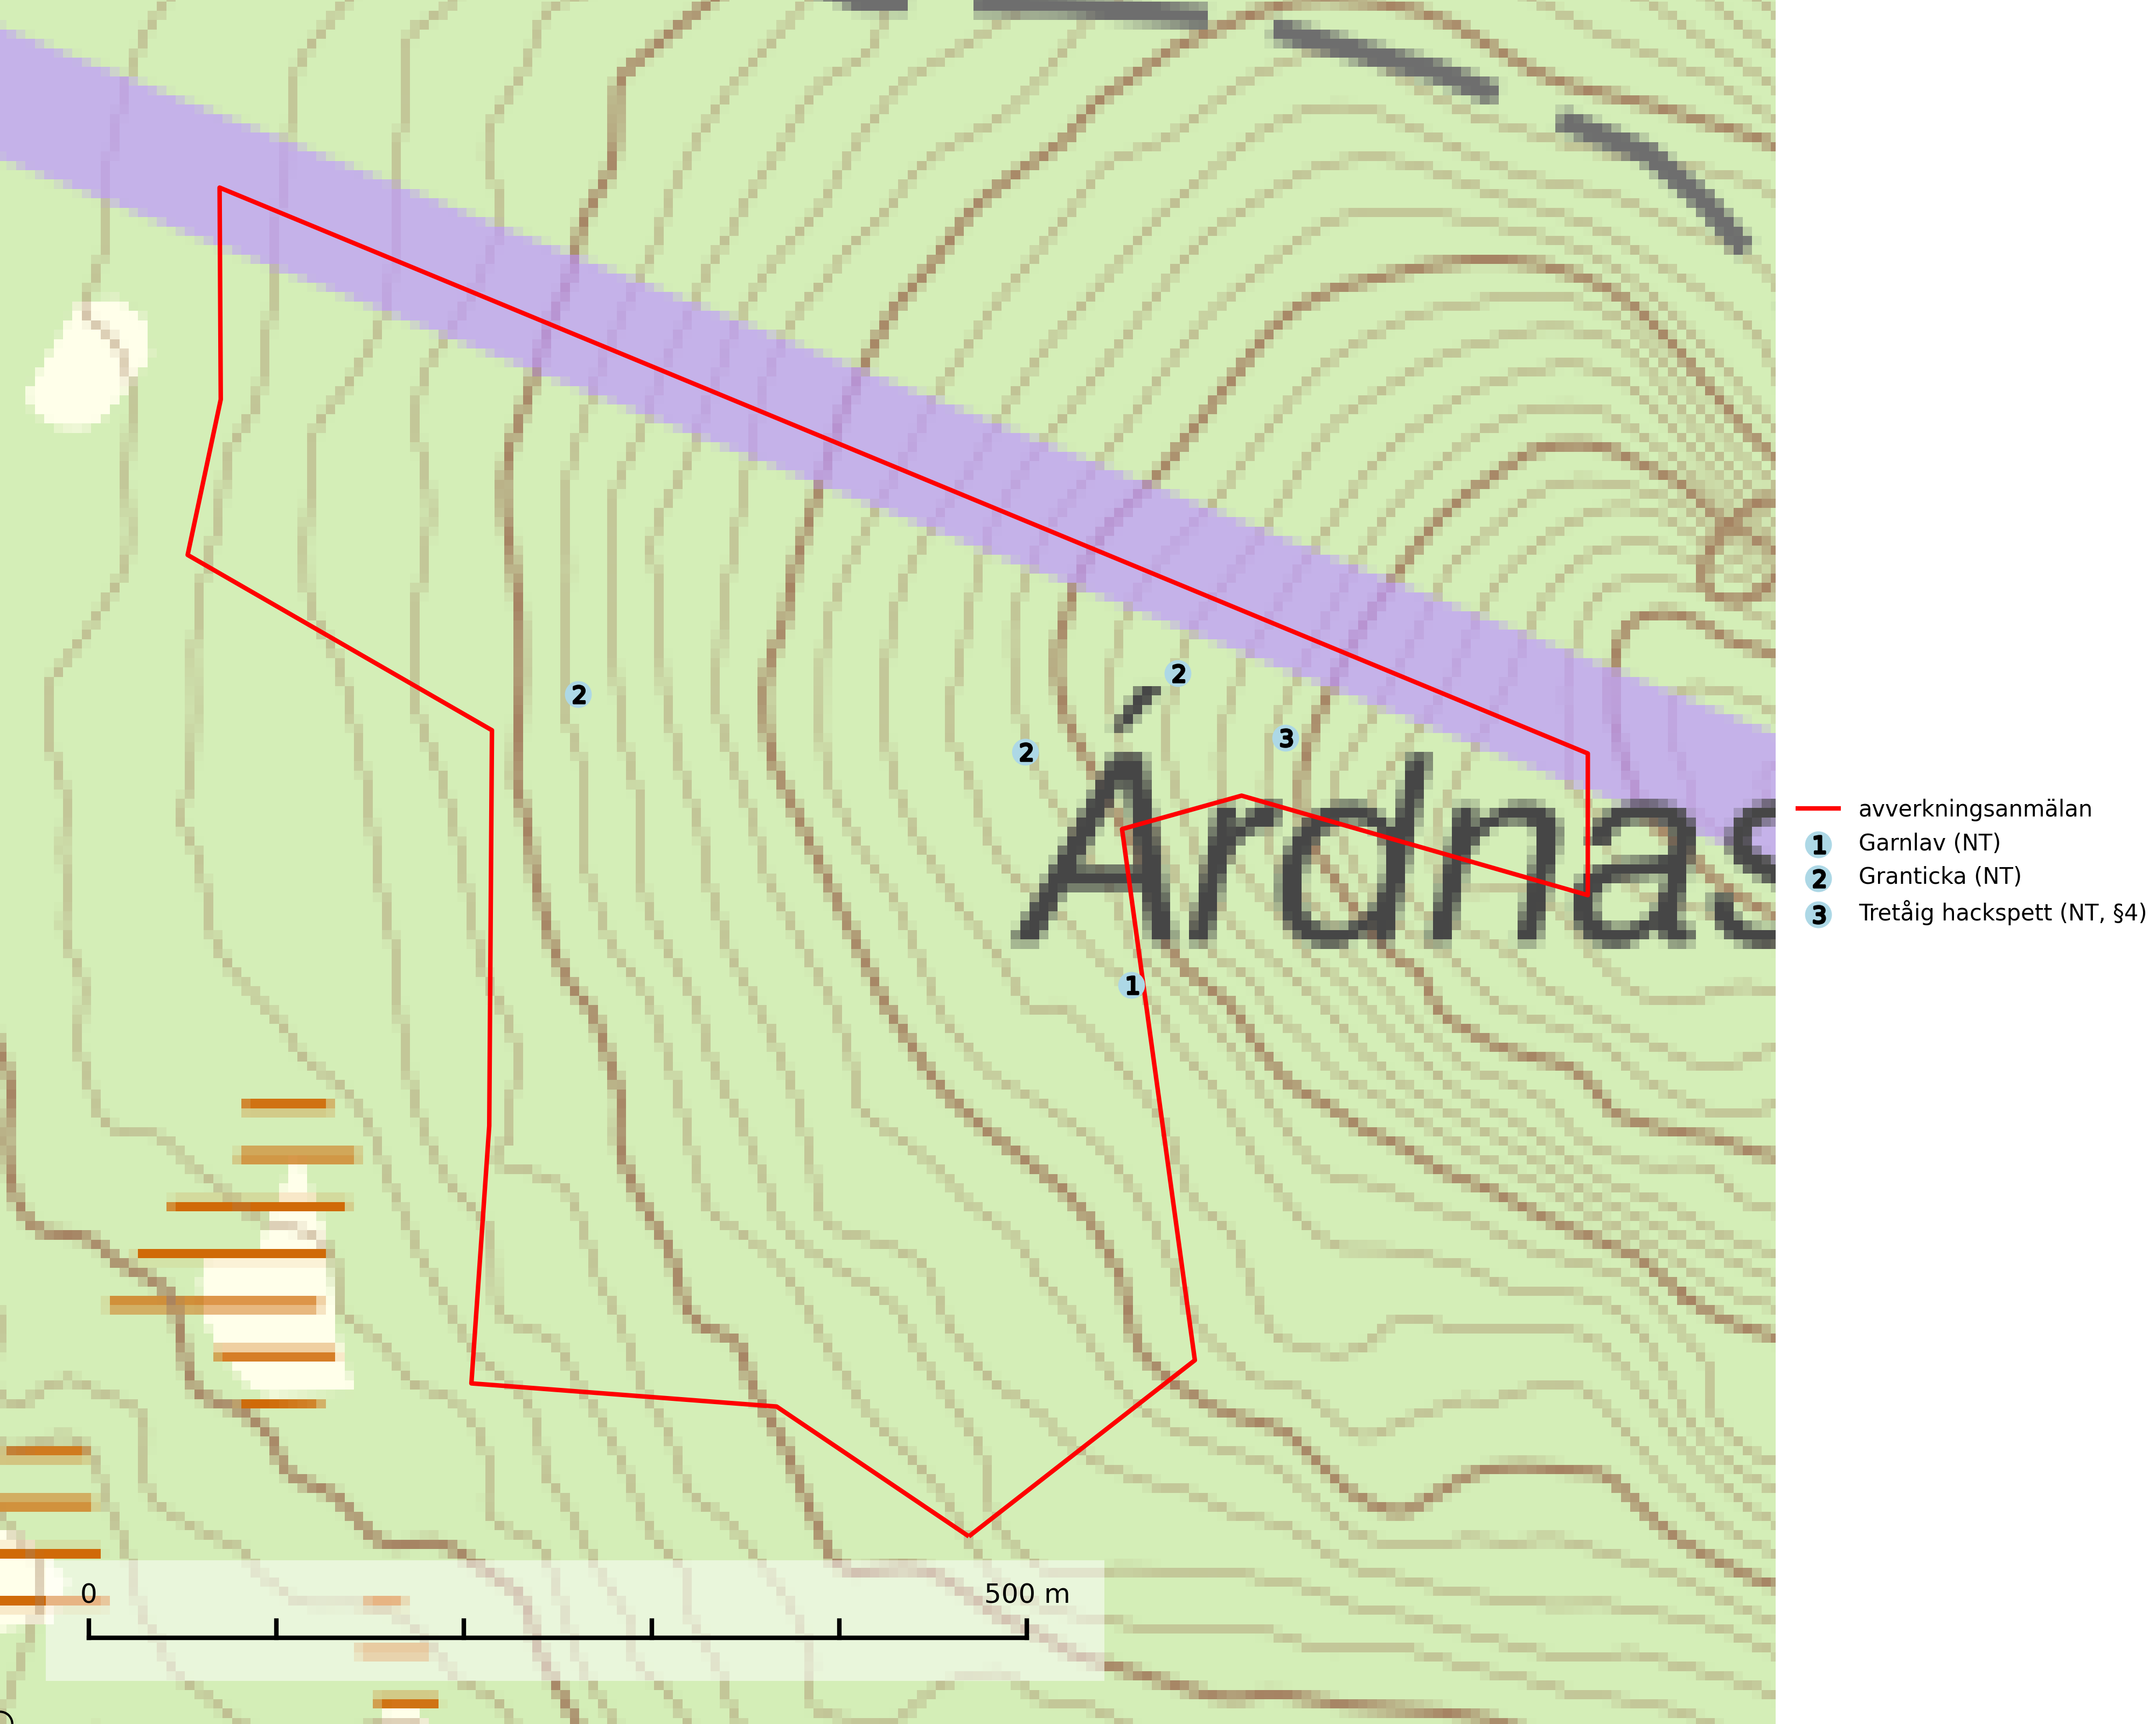 2
2
2
3
Árdnas
1
0
500 m
avverkningsanmälan
1 Garnlav (NT)
2 Granticka (NT)
3 Tretåig hackspett (NT, §4)